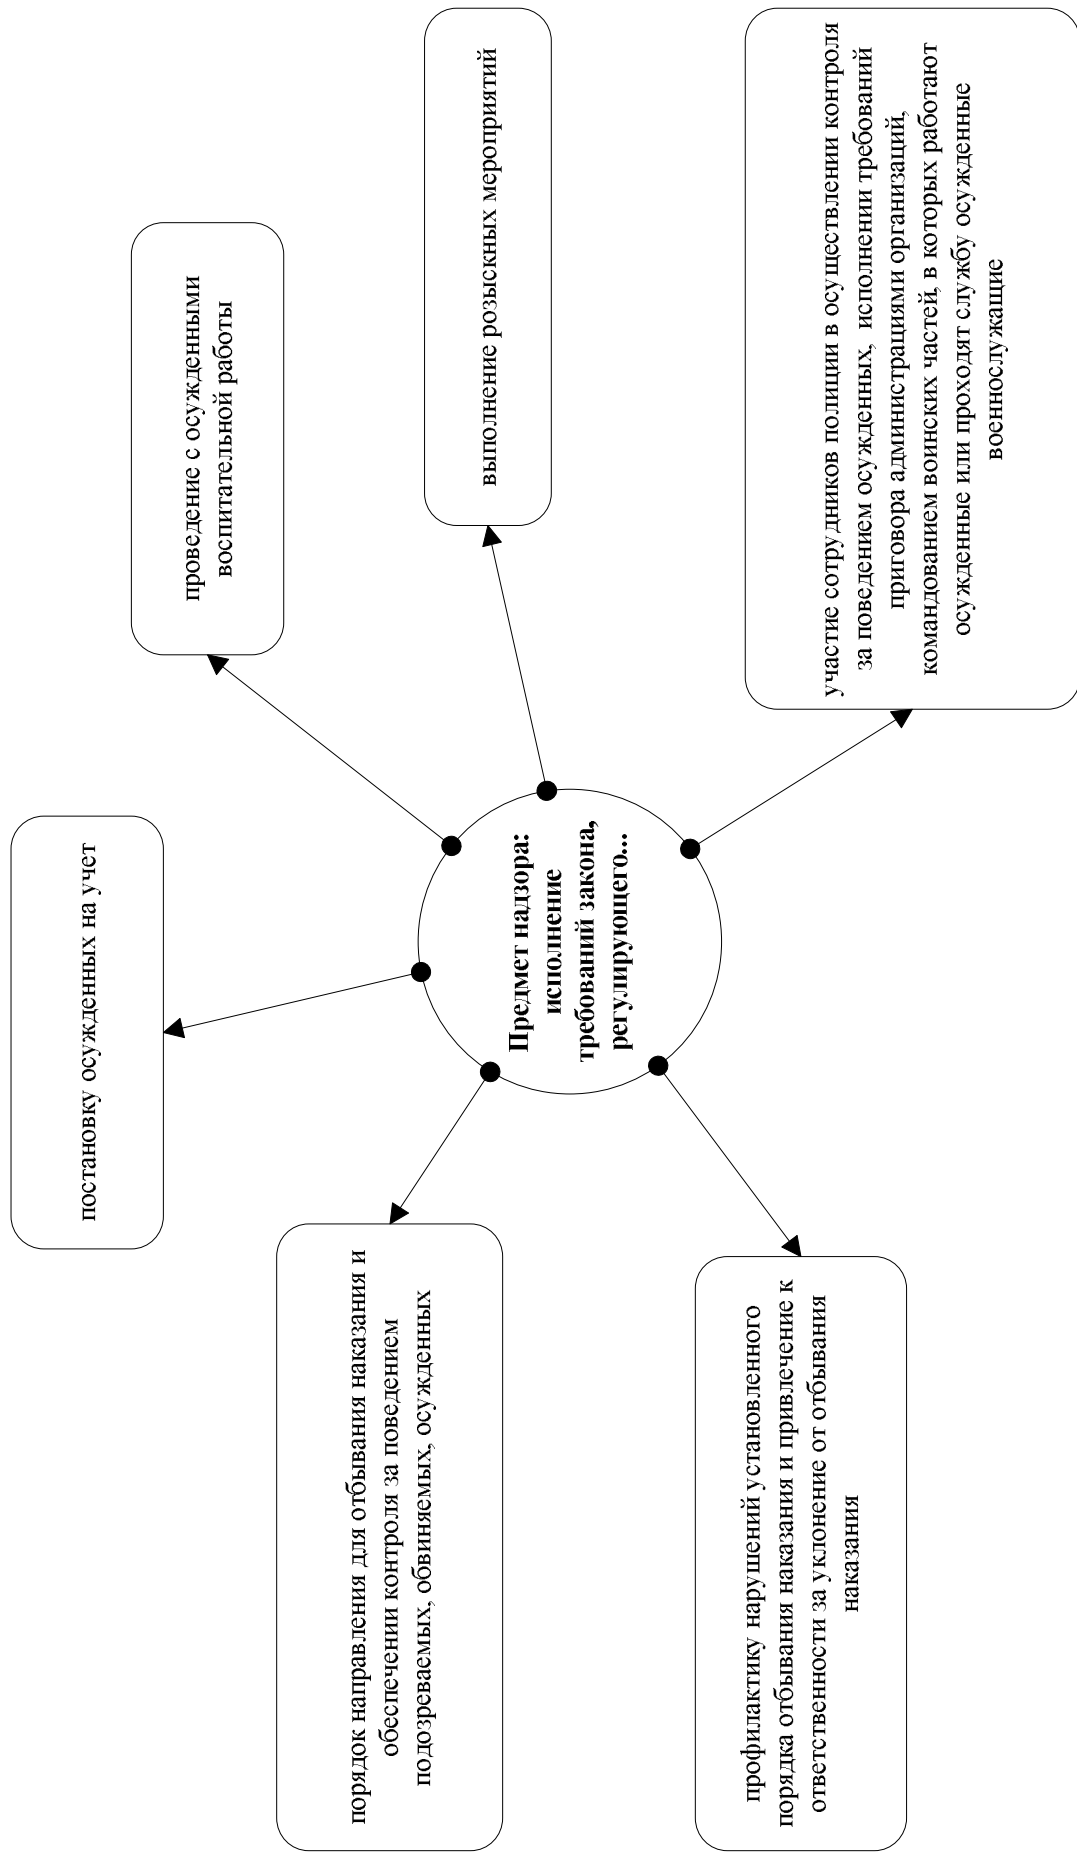 постановку осужденных на учет
порядок направления для отбывания наказания и
обеспечении контроля за поведением
подозреваемых, обвиняемых, осужденных
проведение с осужденными
воспитательной работы
Предмет надзора:
исполнение
требований закона,
регулирующего...
выполнение розыскных мероприятий
профилактику нарушений установленного
порядка отбывания наказания и привлечение к
ответственности за уклонение от отбывания
наказания
участие сотрудников полиции в осуществлении контроля
за поведением осужденных, исполнении требований
приговора администрациями организаций,
командованием воинских частей, в которых работают
осужденные или проходят службу осужденные
военнослужащие